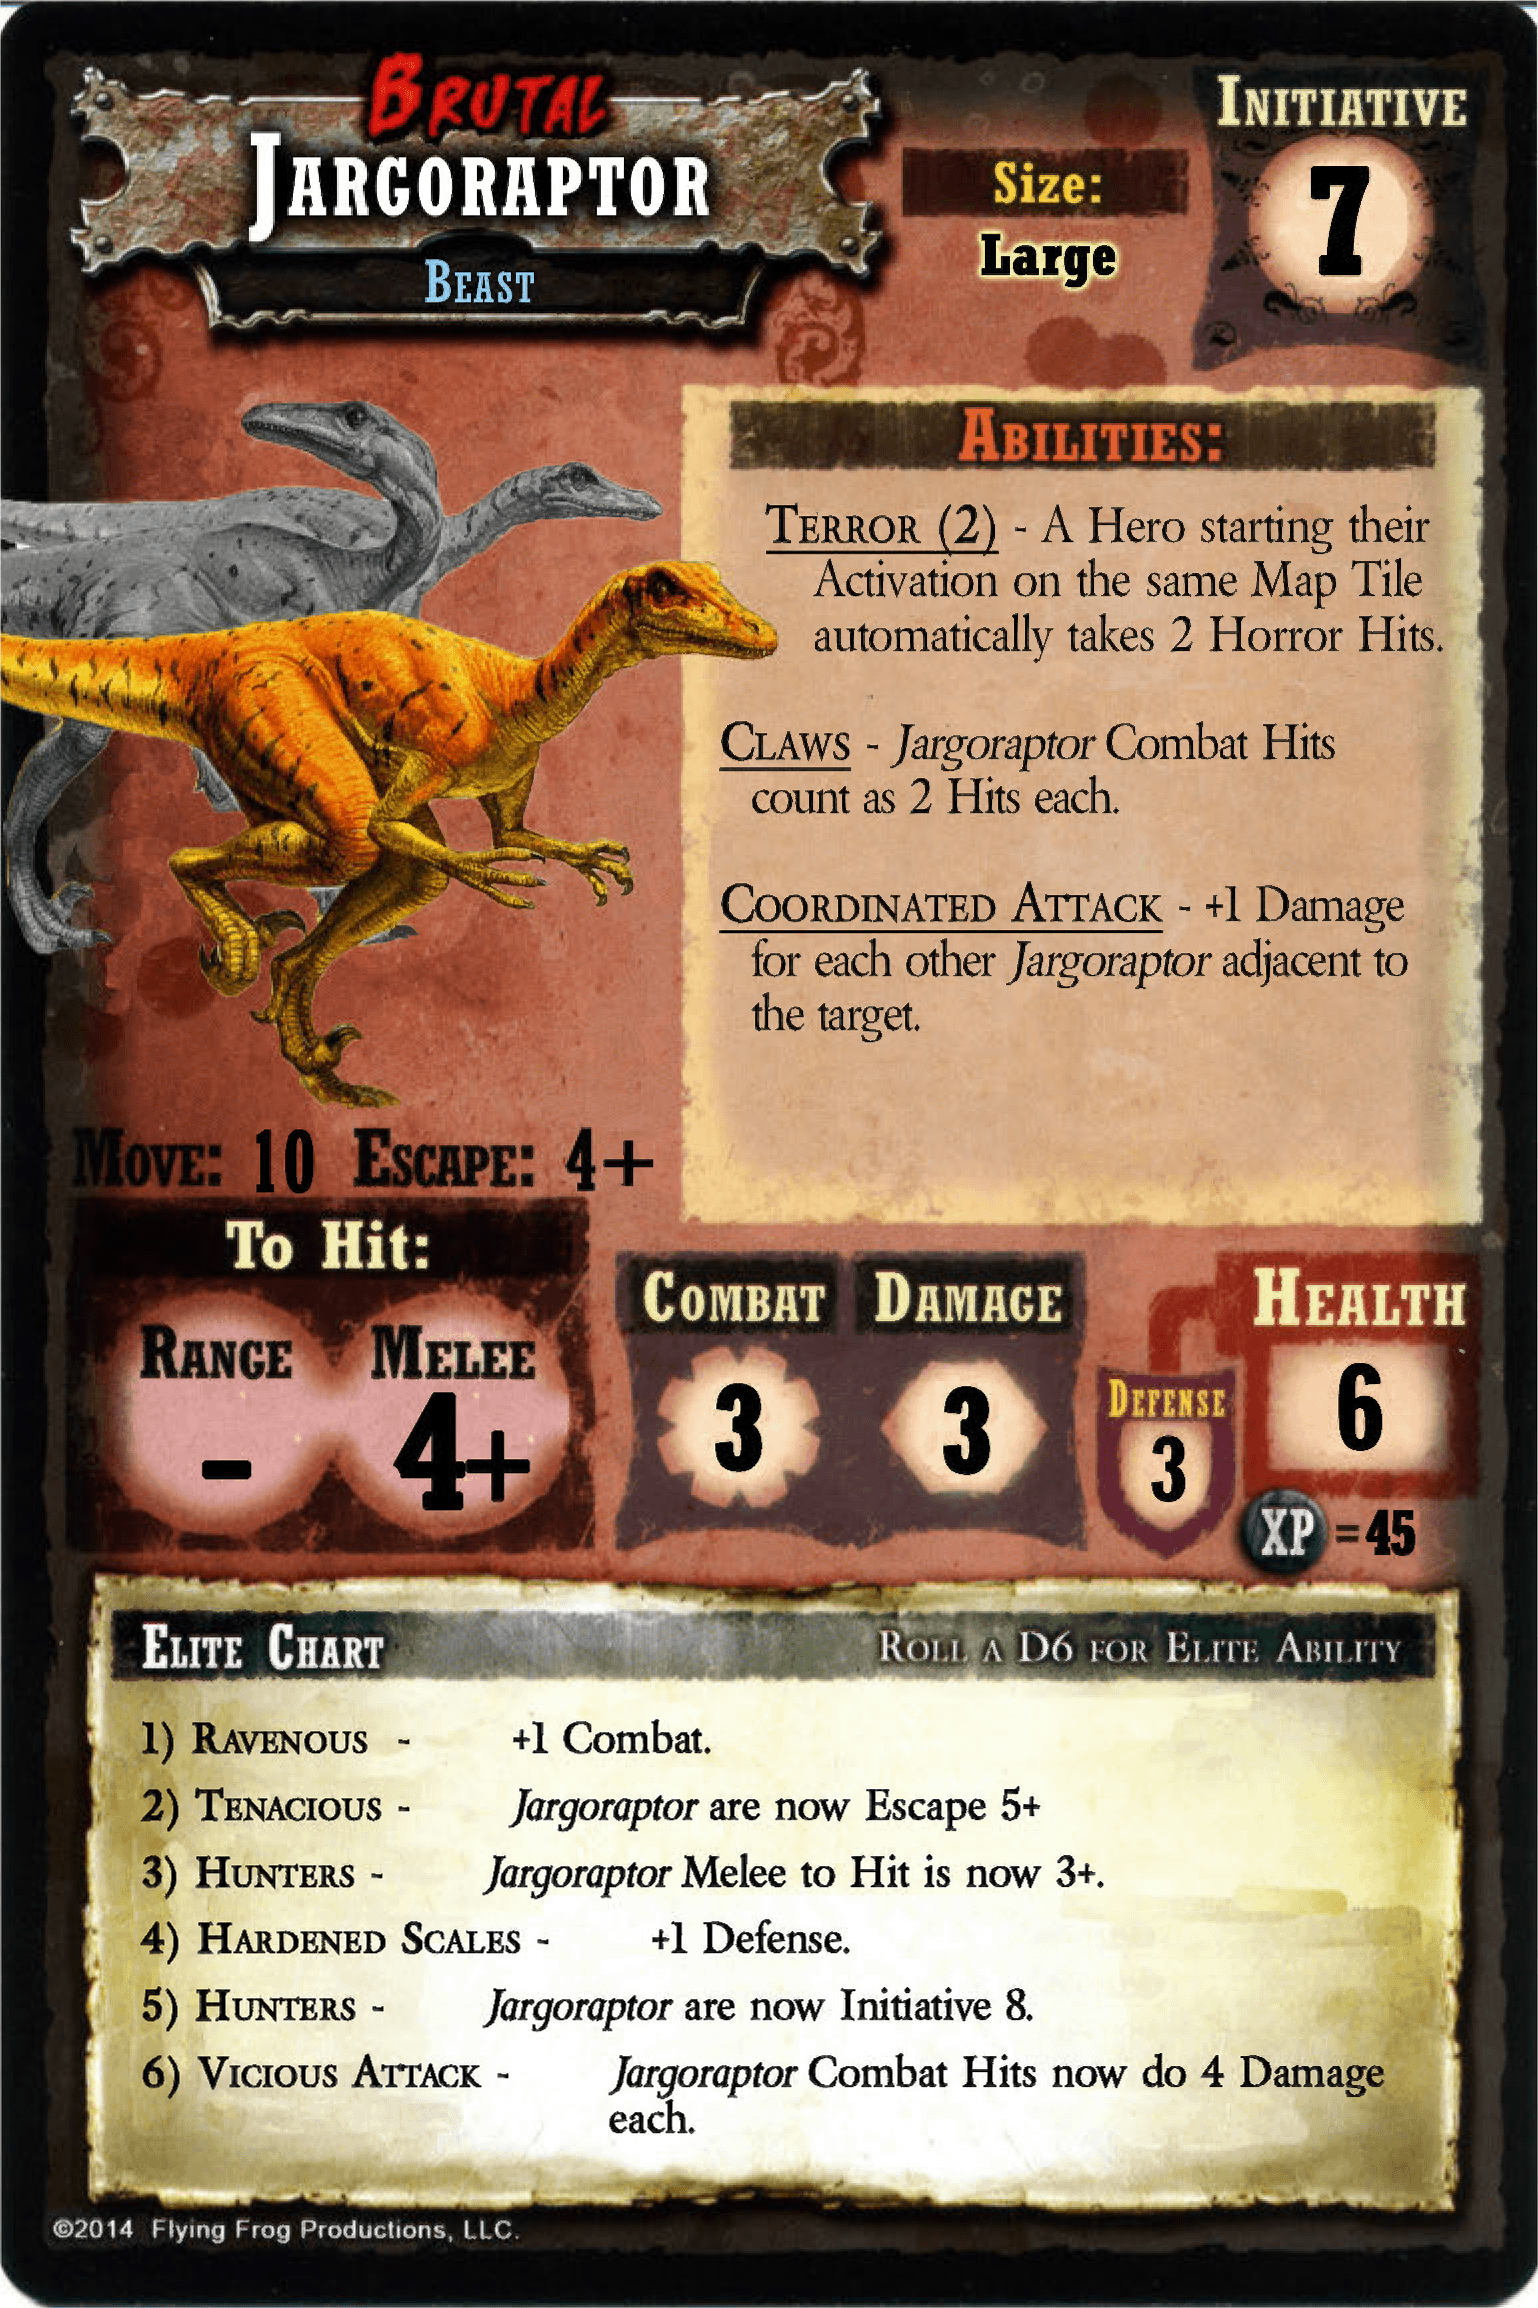 BRUTAL
JARGORAPTOR
BEAST
Size:
Large
INITIATIVE
7
ABILITIES:
TERROR (2) - A Hero starting their
Activation on the same Map Tile
automatically takes 2 Horror Hits.
CLAWS - Jargoraptor Combat Hits
count as 2 Hits each.
COORDINATED ATTACK - +1 Damage
for each other Jargoraptor adjacent to
the target.
MOVE: 10 ESCAPE: 4+
To Hit:
RANGE MELEE
- 4+
COMBAT DAMAGE
3 3
DEFENSE
3
HEALTH
6
XP =45
ELITE CHART ROLL A D6 FOR ELITE ABILITY
1) RAVENOUS - +1 Combat.
2) TENACIOUS - Jargoraptor are now Escape 5+
3) HUNTERS - Jargoraptor Melee to Hit is now 3+.
4) HARDENED SCALES - +1 Defense.
5) HUNTERS - Jargoraptor are now Initiative 8.
6) VICIOUS ATTACK - Jargoraptor Combat Hits now do 4 Damage
each.
©2014 Flying Frog Productions, LLC.